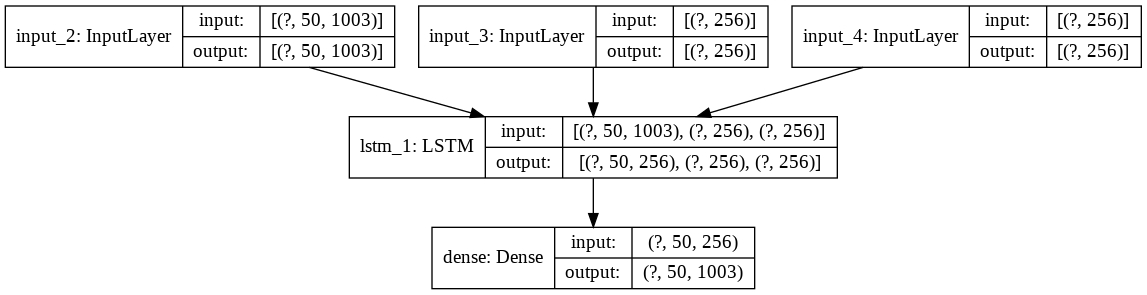 input_2: InputLayer
input: [(?, 50, 1003)]
output: [(?, 50, 1003)]
input_3: InputLayer
input: [(?, 256)]
output: [(?, 256)]
input_4: InputLayer
input: [(?, 256)]
output: [(?, 256)]
lstm_1: LSTM
input: [(?, 50, 1003), (?, 256), (?, 256)]
output: [(?, 50, 256), (?, 256), (?, 256)]
dense: Dense
input: (?, 50, 256)
output: (?, 50, 1003)